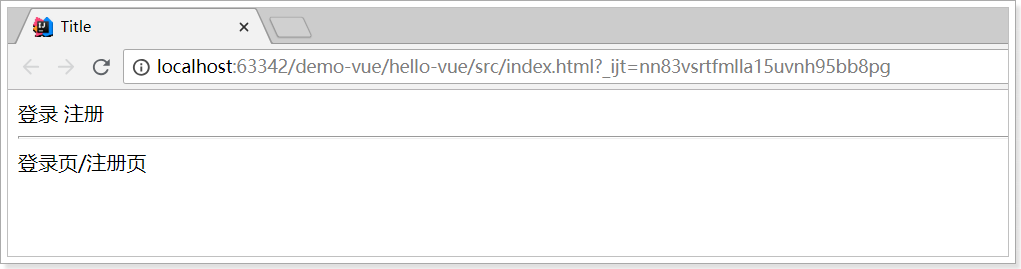 Title
localhost:63342/demo-vue/hello-vue/src/index.html?_ijt=nn83vsrtfmlla15uvnh95bb8pg
登录 注册
登录页/注册页